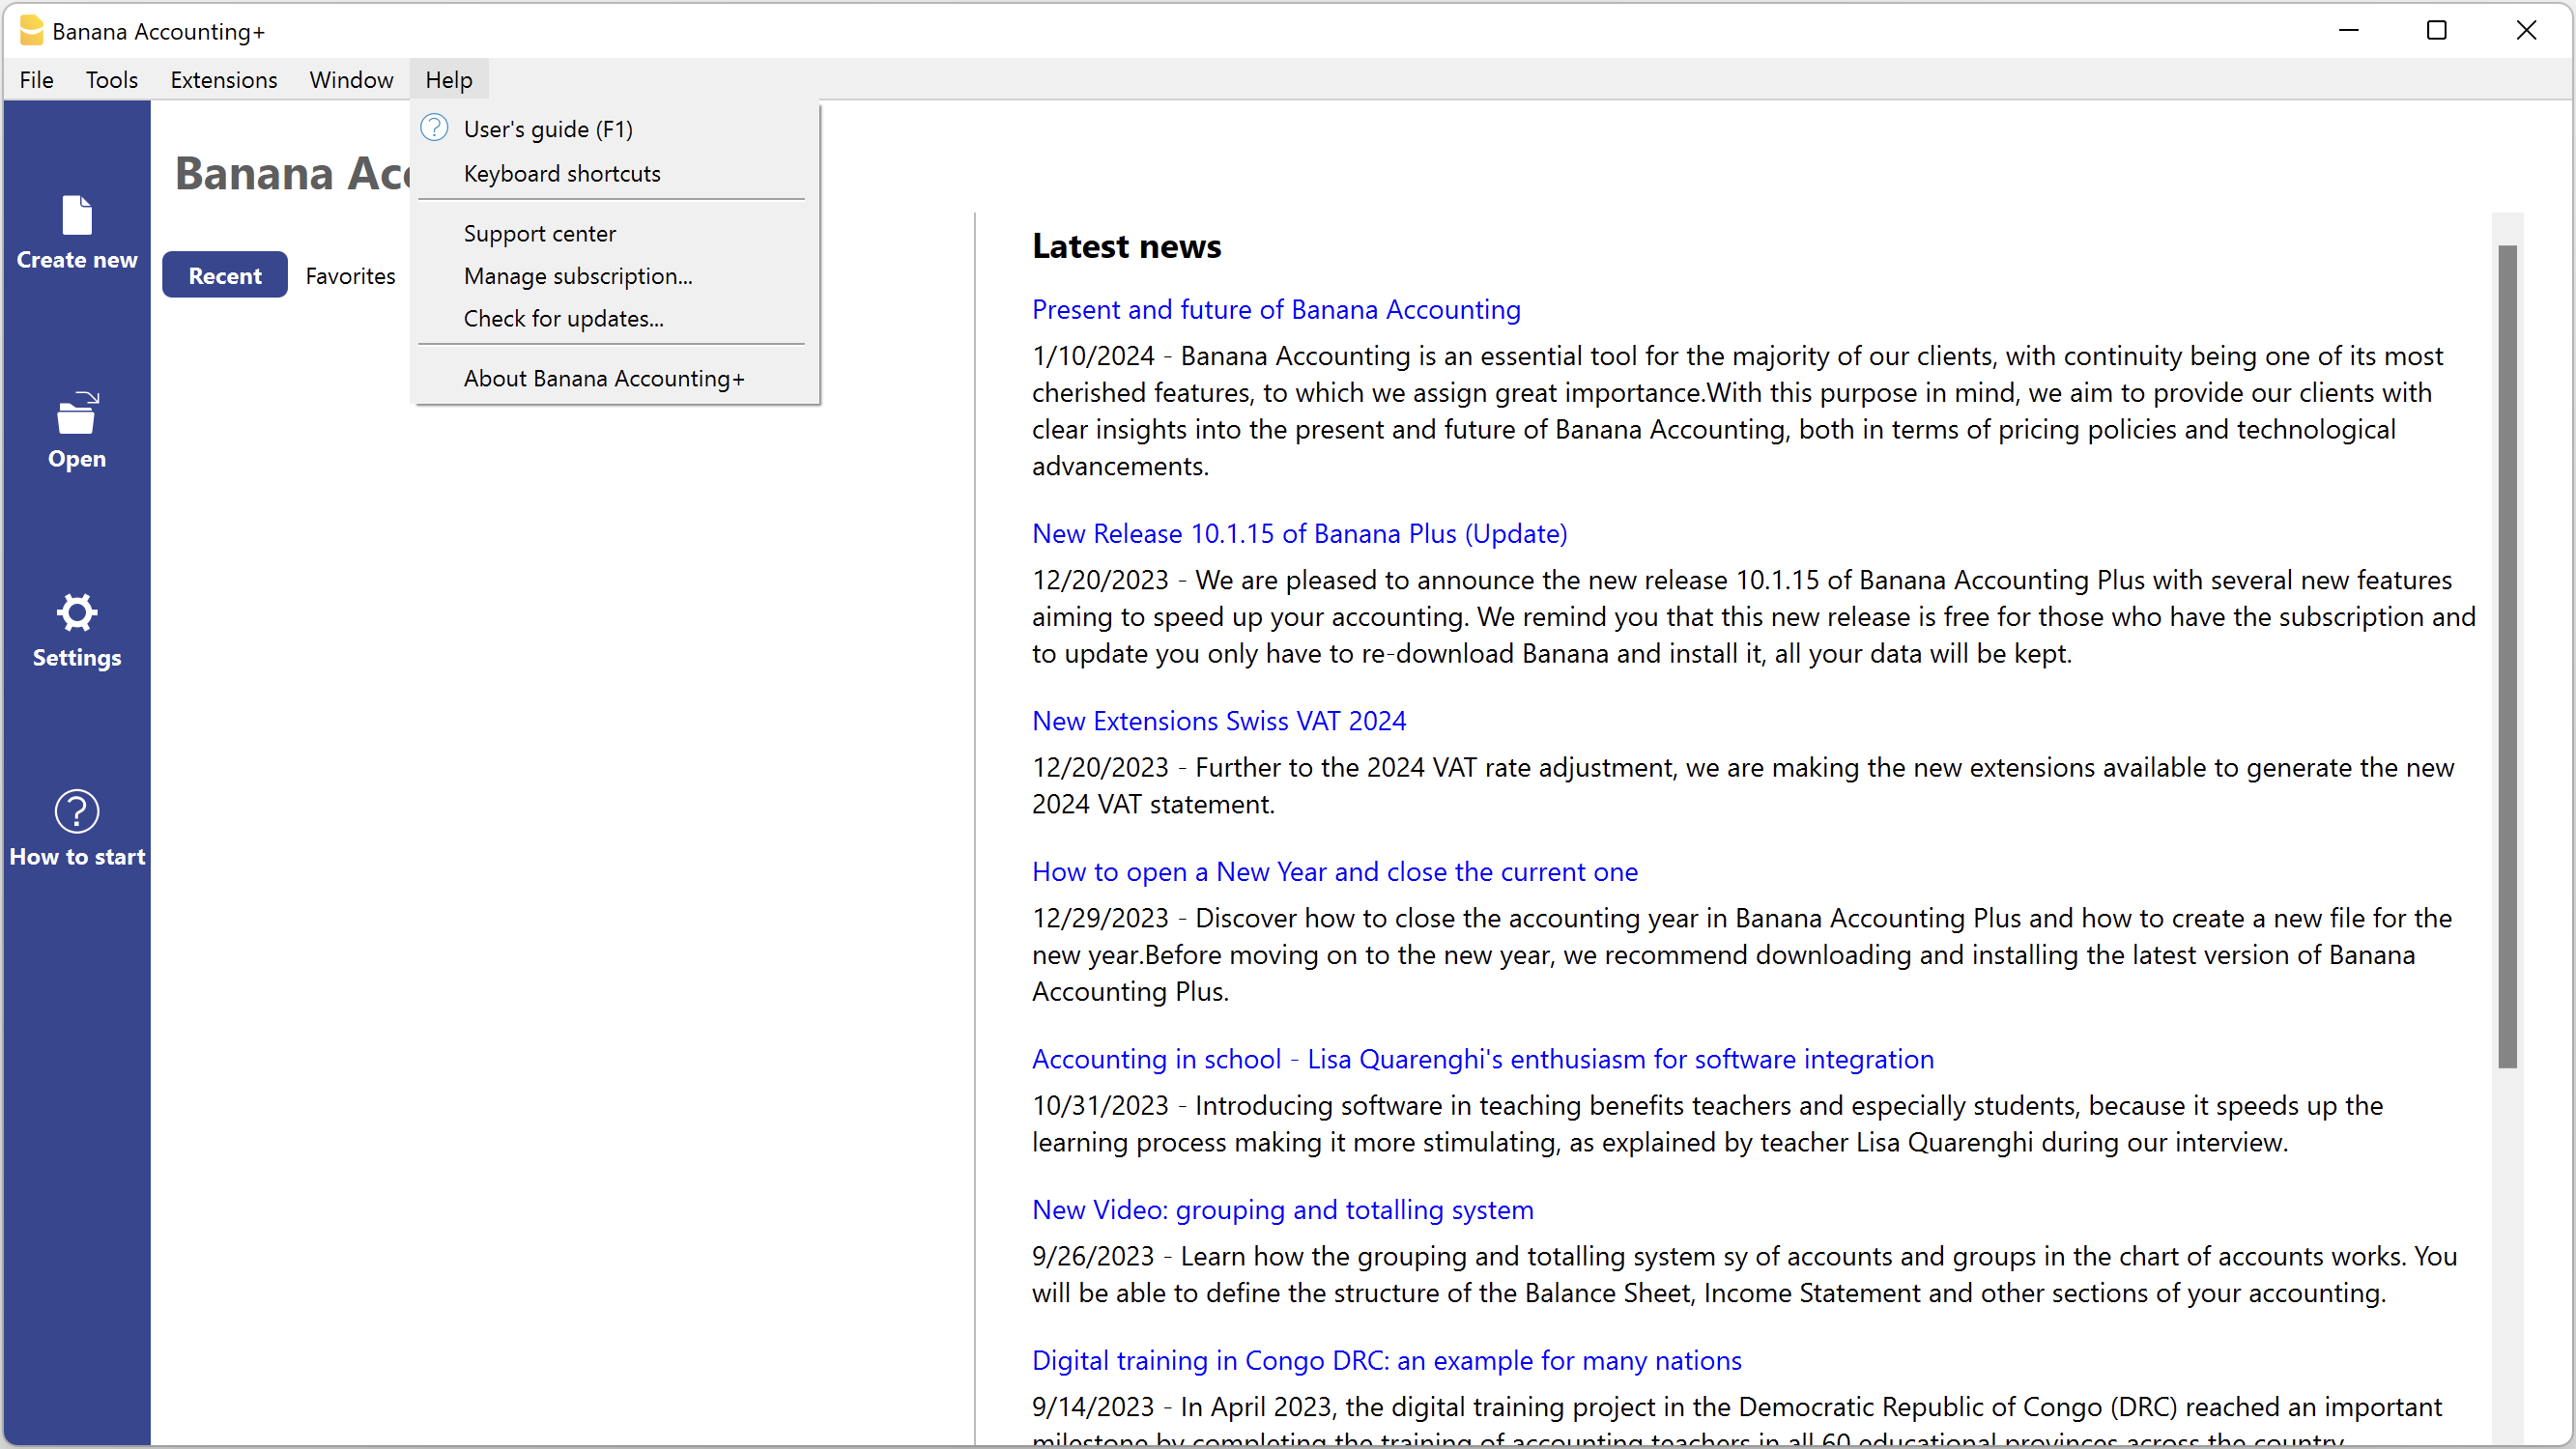 Banana Accounting+
File Tools Extensions Window Help
User's guide (F1)
Keyboard shortcuts
Support center
Manage subscription...
Check for updates...
About Banana Accounting+
Create new
Open
Settings
How to start
Banana
Recent Favorites
Latest news
Present and future of Banana Accounting
1/10/2024 - Banana Accounting is an essential tool for the majority of our clients, with continuity being one of its most
cherished features, to which we assign great importance.With this purpose in mind, we aim to provide our clients with
clear insights into the present and future of Banana Accounting, both in terms of pricing policies and technological
advancements.
New Release 10.1.15 of Banana Plus (Update)
12/20/2023 - We are pleased to announce the new release 10.1.15 of Banana Accounting Plus with several new features
aiming to speed up your accounting. We remind you that this new release is free for those who have the subscription and
to update you only have to re-download Banana and install it, all your data will be kept.
New Extensions Swiss VAT 2024
12/20/2023 - Further to the 2024 VAT rate adjustment, we are making the new extensions available to generate the new
2024 VAT statement.
How to open a New Year and close the current one
12/29/2023 - Discover how to close the accounting year in Banana Accounting Plus and how to create a new file for the
new year.Before moving on to the new year, we recommend downloading and installing the latest version of Banana
Accounting Plus.
Accounting in school - Lisa Quarenghi's enthusiasm for software integration
10/31/2023 - Introducing software in teaching benefits teachers and especially students, because it speeds up the
learning process making it more stimulating, as explained by teacher Lisa Quarenghi during our interview.
New Video: grouping and totalling system
9/26/2023 - Learn how the grouping and totalling system sy of accounts and groups in the chart of accounts works. You
will be able to define the structure of the Balance Sheet, Income Statement and other sections of your accounting.
Digital training in Congo DRC: an example for many nations
9/14/2023 - In April 2023, the digital training project in the Democratic Republic of Congo (DRC) reached an important
milestone by completing the training of accounting teachers in all 60 educational provinces across the country